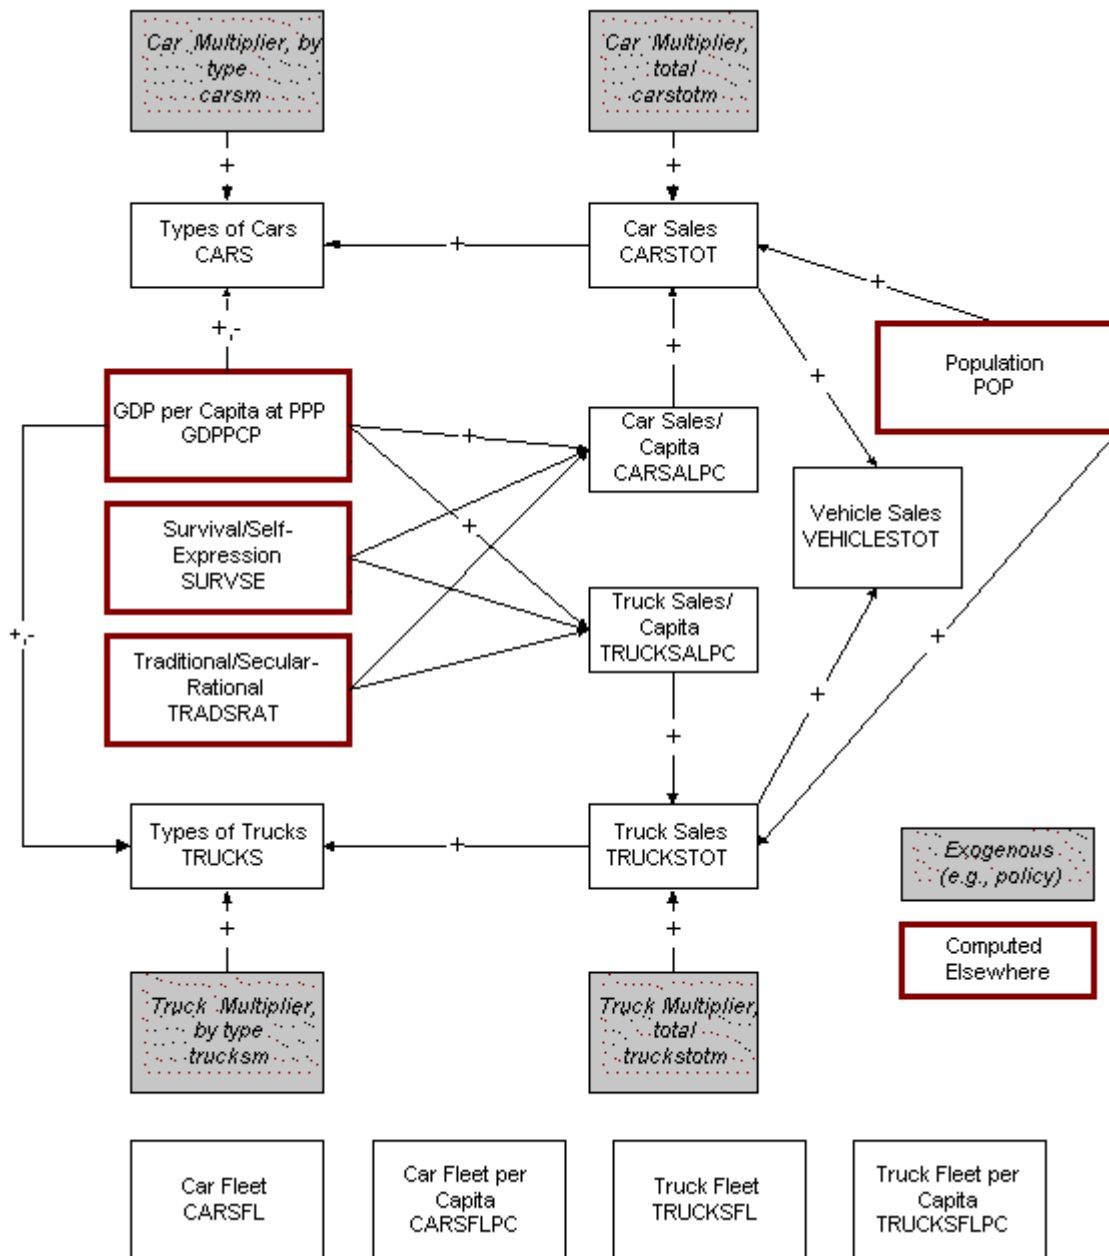 Car Multiplier, by
type
carsm
Car Multiplier,
total
carstotm
+
+
Types of Cars
CARS
+
Car Sales
CARSTOT
+
+,-
+
+
Population
POP
GDP per Capita at PPP
GDPPCP
+
Car Sales/
Capita
CARSALPC
Survival/Self-
Expression
SURVSE
+
Vehicle Sales
VEHICLESTOT
+,-
Traditional/Secular-
Rational
TRADSRAT
Truck Sales/
Capita
TRUCKSALPC
+
+
+
Types of Trucks
TRUCKS
+
Truck Sales
TRUCKSTOT
Exogenous
(e.g., policy)
+
+
Computed
Elsewhere
Truck Multiplier,
by type
trucksm
Truck Multiplier,
total
truckstotm
Car Fleet
CARSFL
Car Fleet per
Capita
CARSFLPC
Truck Fleet
TRUCKSFL
Truck Fleet per
Capita
TRUCKSFLPC